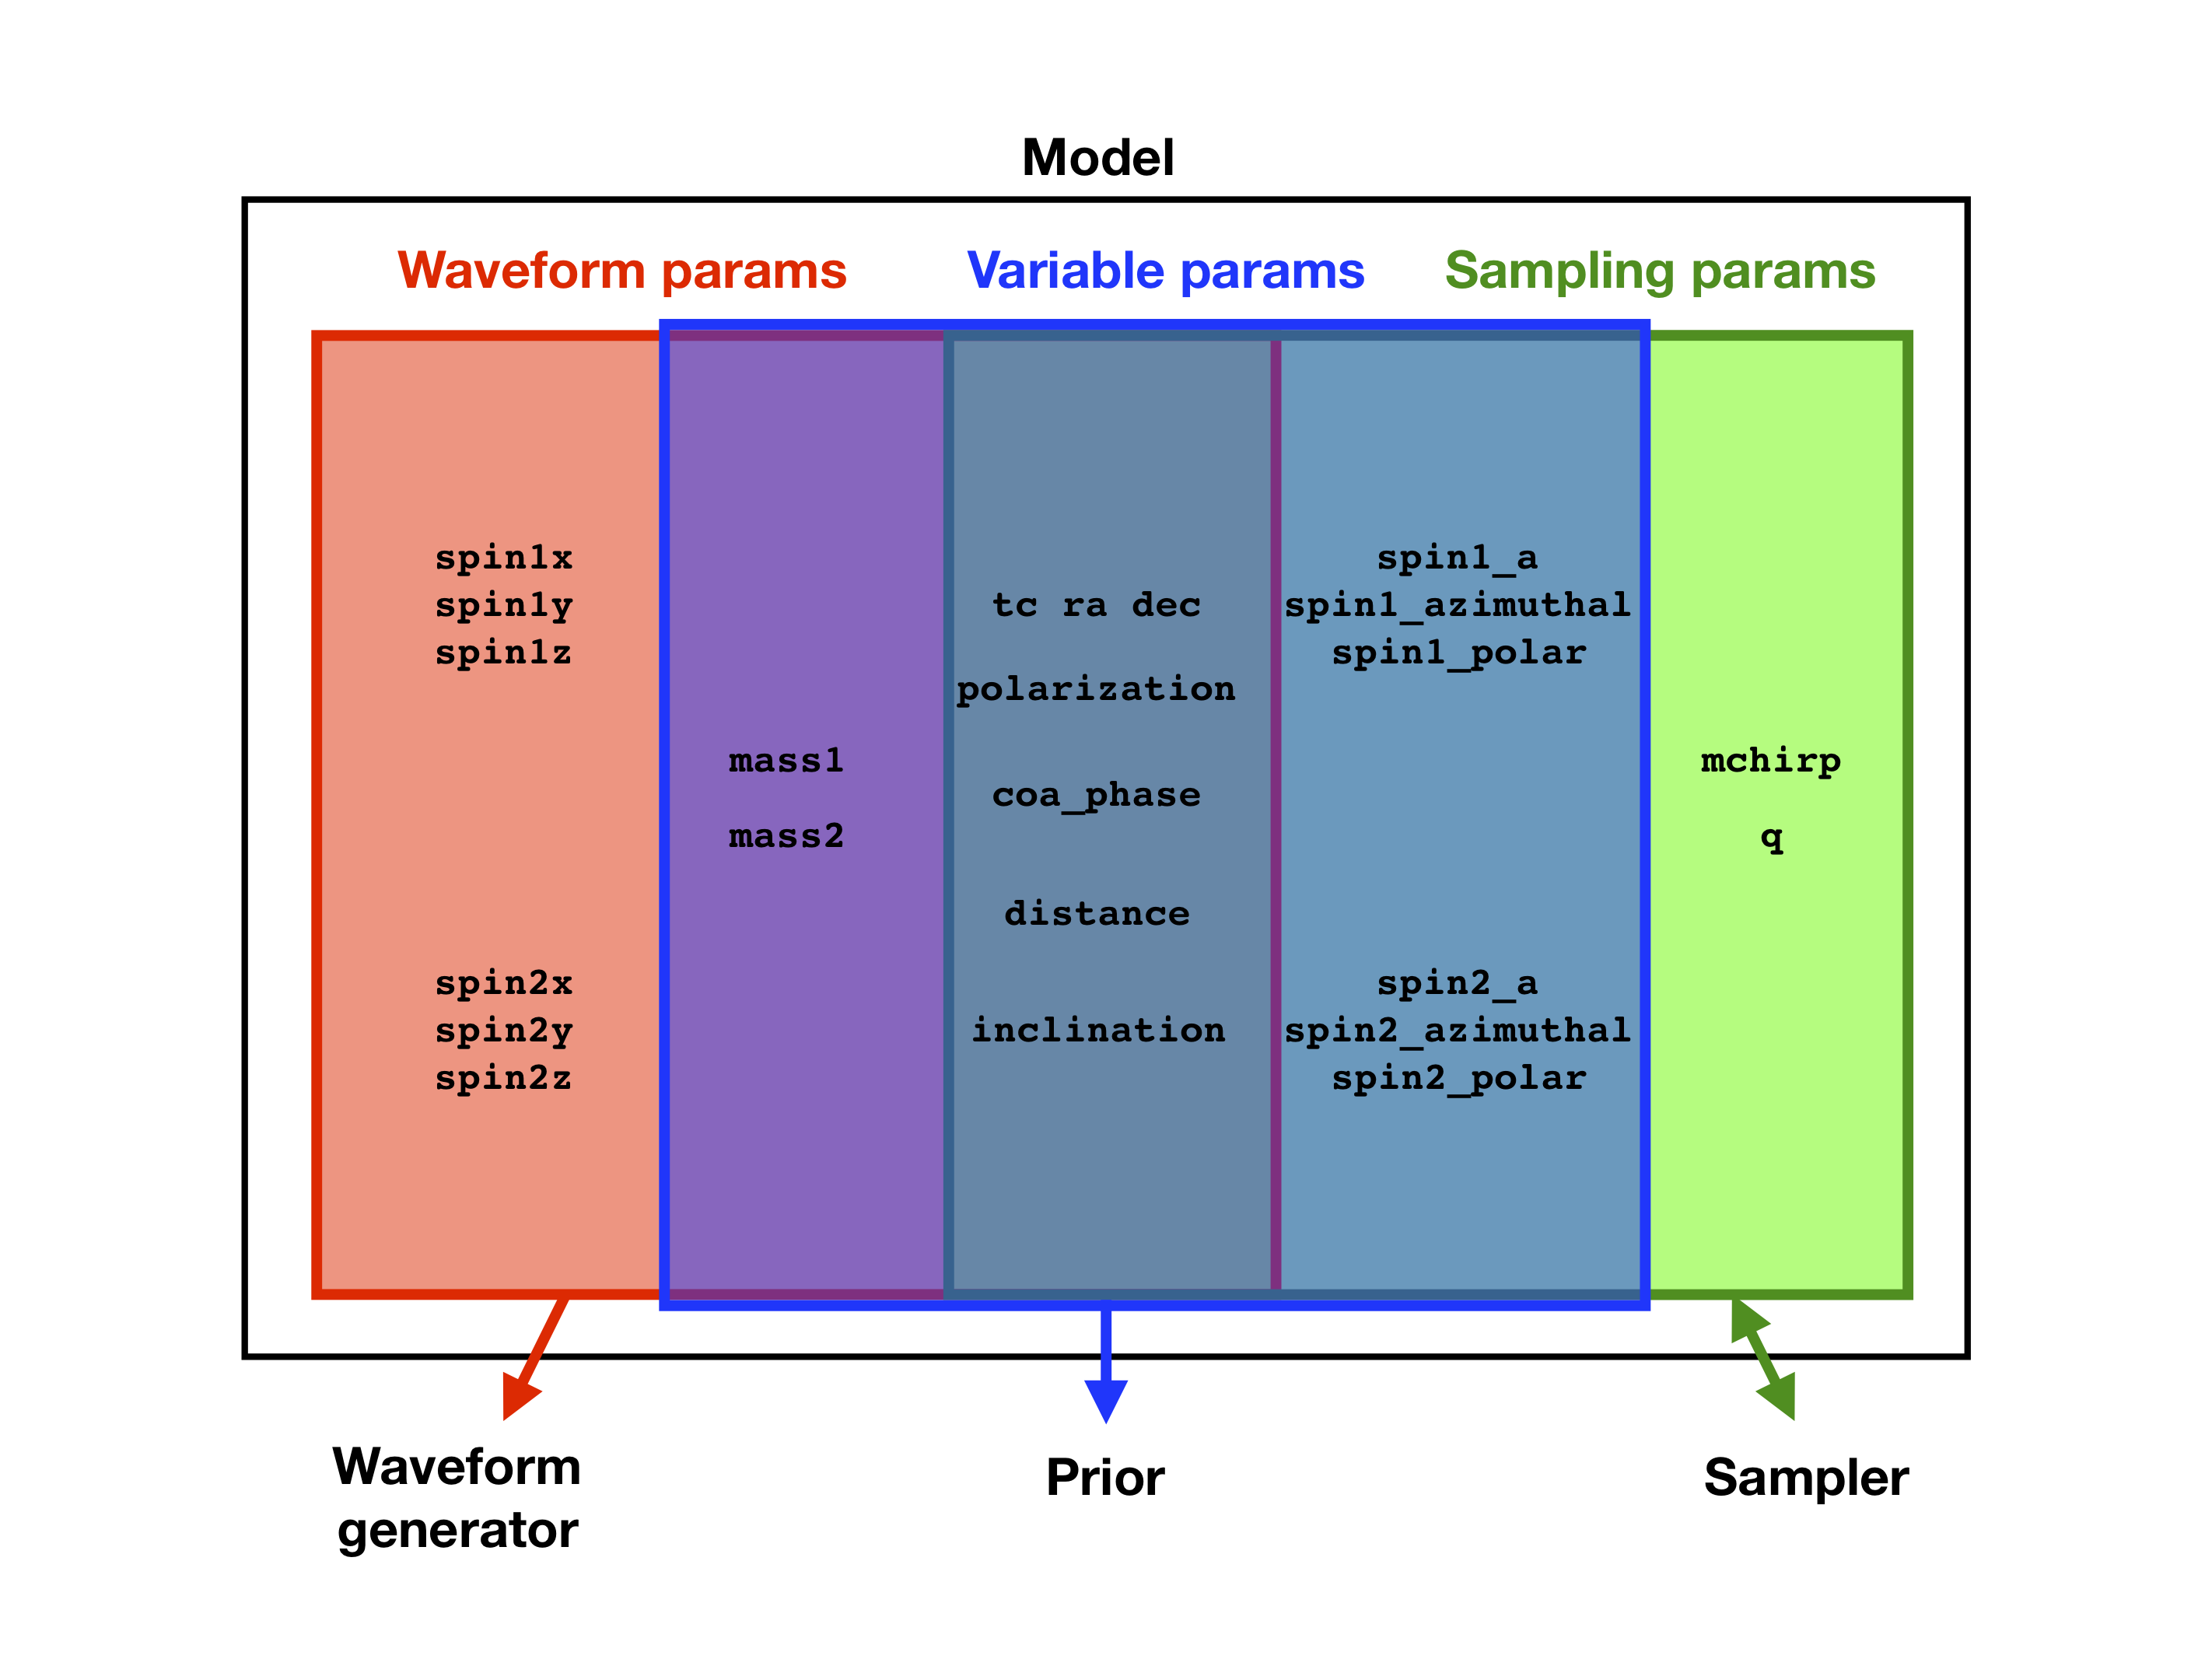 Model
Waveform params
Variable params
Sampling params
spin1x
spin1y
spin1z
spin2x
spin2y
spin2z
mass1
mass2
tc ra dec
polarization
coa_phase
distance
inclination
spin1_a
spin1_azimuthal
spin1_polar
spin2_a
spin2_azimuthal
spin2_polar
mchirp
q
Waveform
generator
Prior
Sampler